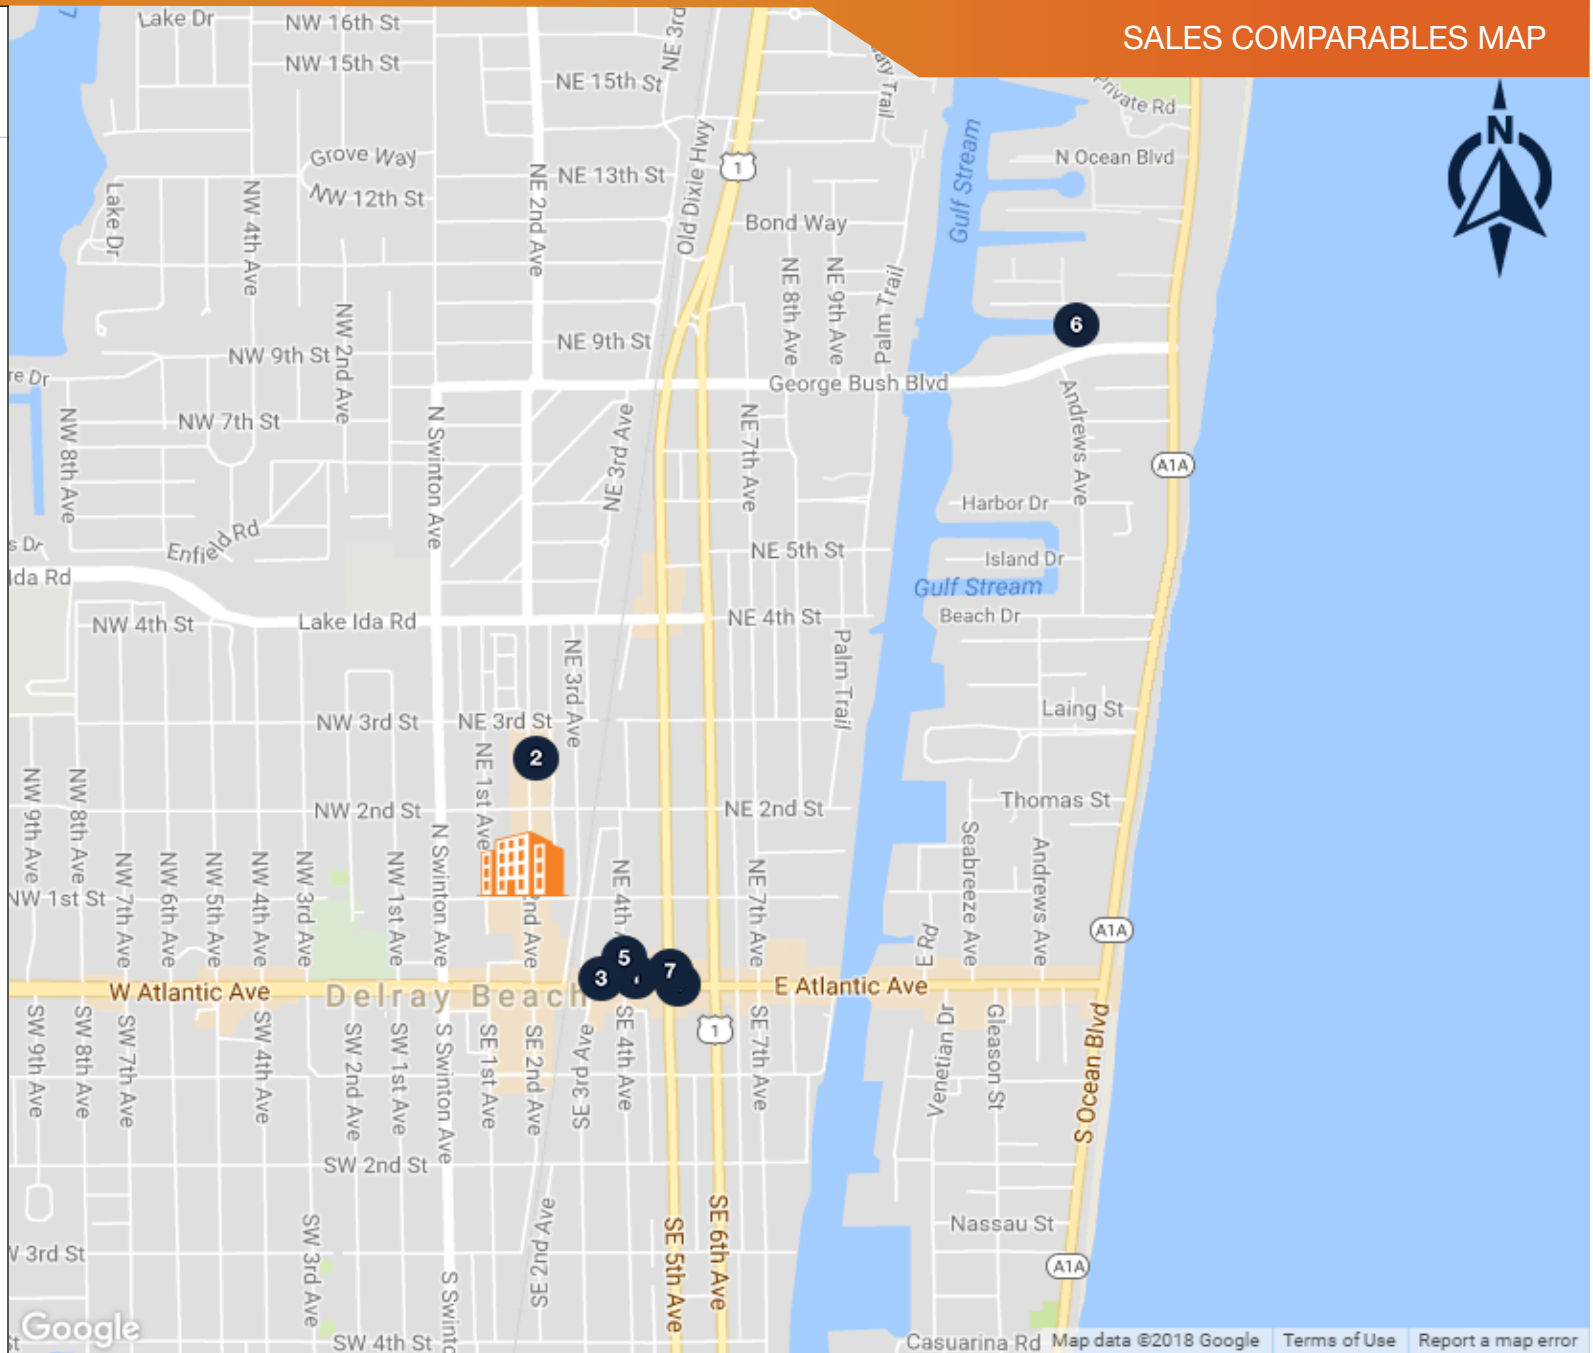 SALES COMPARABLES MAP
Lake Dr
NW 16th St
NE 3rd
NW 15th St
NE 15th St
Private Rd
N
Old Dixie Hwy
1
Gulf Stream
N Ocean Blvd
Grove Way
NE 13th St
NW 12th St
Lake Dr
NW 4th Ave
NE 2nd Ave
Bond Way
NE 8th Ave
NE 9th Ave
Palm Trail
NW 2nd Ave
6
NE 9th St
NW 9th St
re Dr
George Bush Blvd
NW 8th Ave
NW 7th St
N Swinton Ave
NE 3rd Ave
NE 7th Ave
Andrews Ave
A1A
Harbor Dr
Enfield Rd
s Dr
NE 5th St
Island Dr
Ida Rd
Gulf Stream
NW 4th St
Lake Ida Rd
NE 4th St
Beach Dr
NE 3rd Ave
Palm Trail
Laing St
NW 3rd St
NE 3rd St
2
NE 1st Ave
NW 9th Ave
NW 8th Ave
NW 2nd St
NE 2nd St
Thomas St
N Swinton Ave
Seabreeze Ave
Andrews Ave
NW 7th Ave
NW 6th Ave
NW 5th Ave
NW 4th Ave
NW 3rd Ave
NW 1st Ave
NE 4th
NE 7th Ave
NW 1st St
2nd Ave
E Rd
A1A
5
3
7
W Atlantic Ave
Delray Beach
E Atlantic Ave
SW 9th Ave
SW 8th Ave
SW 7th Ave
SW 4th Ave
SW 2nd Ave
SW 1st Ave
S Swinton Ave
SE 1st Ave
SE 2nd Ave
SE 3rd Ave
SE 4th Ave
1
SE 7th Ave
Venetian Dr
Gleason St
S Ocean Blvd
SW 2nd St
SE 2nd Ave
SE 5th Ave
SE 6th Ave
Nassau St
SW 3rd Ave
W 3rd St
A1A
S Swinto
Google
St
SW 4th St
Casuarina Rd
Map data ©2018 Google
Terms of Use
Report a map error